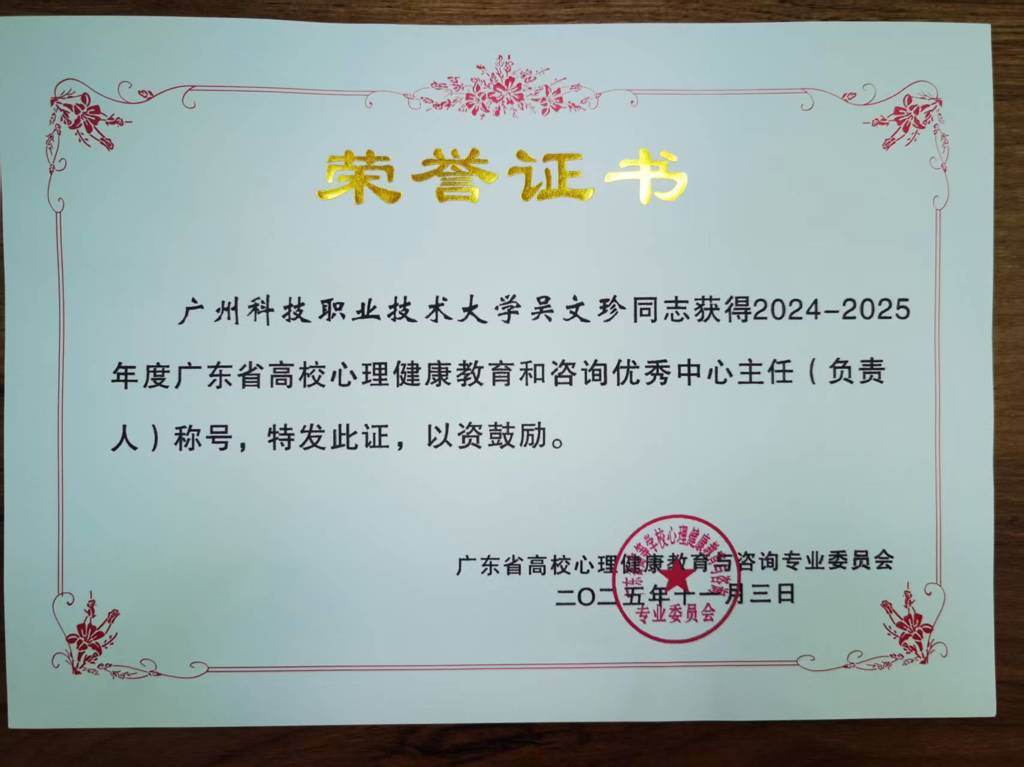 荣誉证书
广州科技职业技术大学吴文珍同志获得2024-2025
年度广东省高校心理健康教育和咨询优秀中心主任（负责
人）称号，特发此证，以资鼓励。
广东省高校心理健康教育与咨询专业委员会
二〇二五年十一月三日
专业委员会